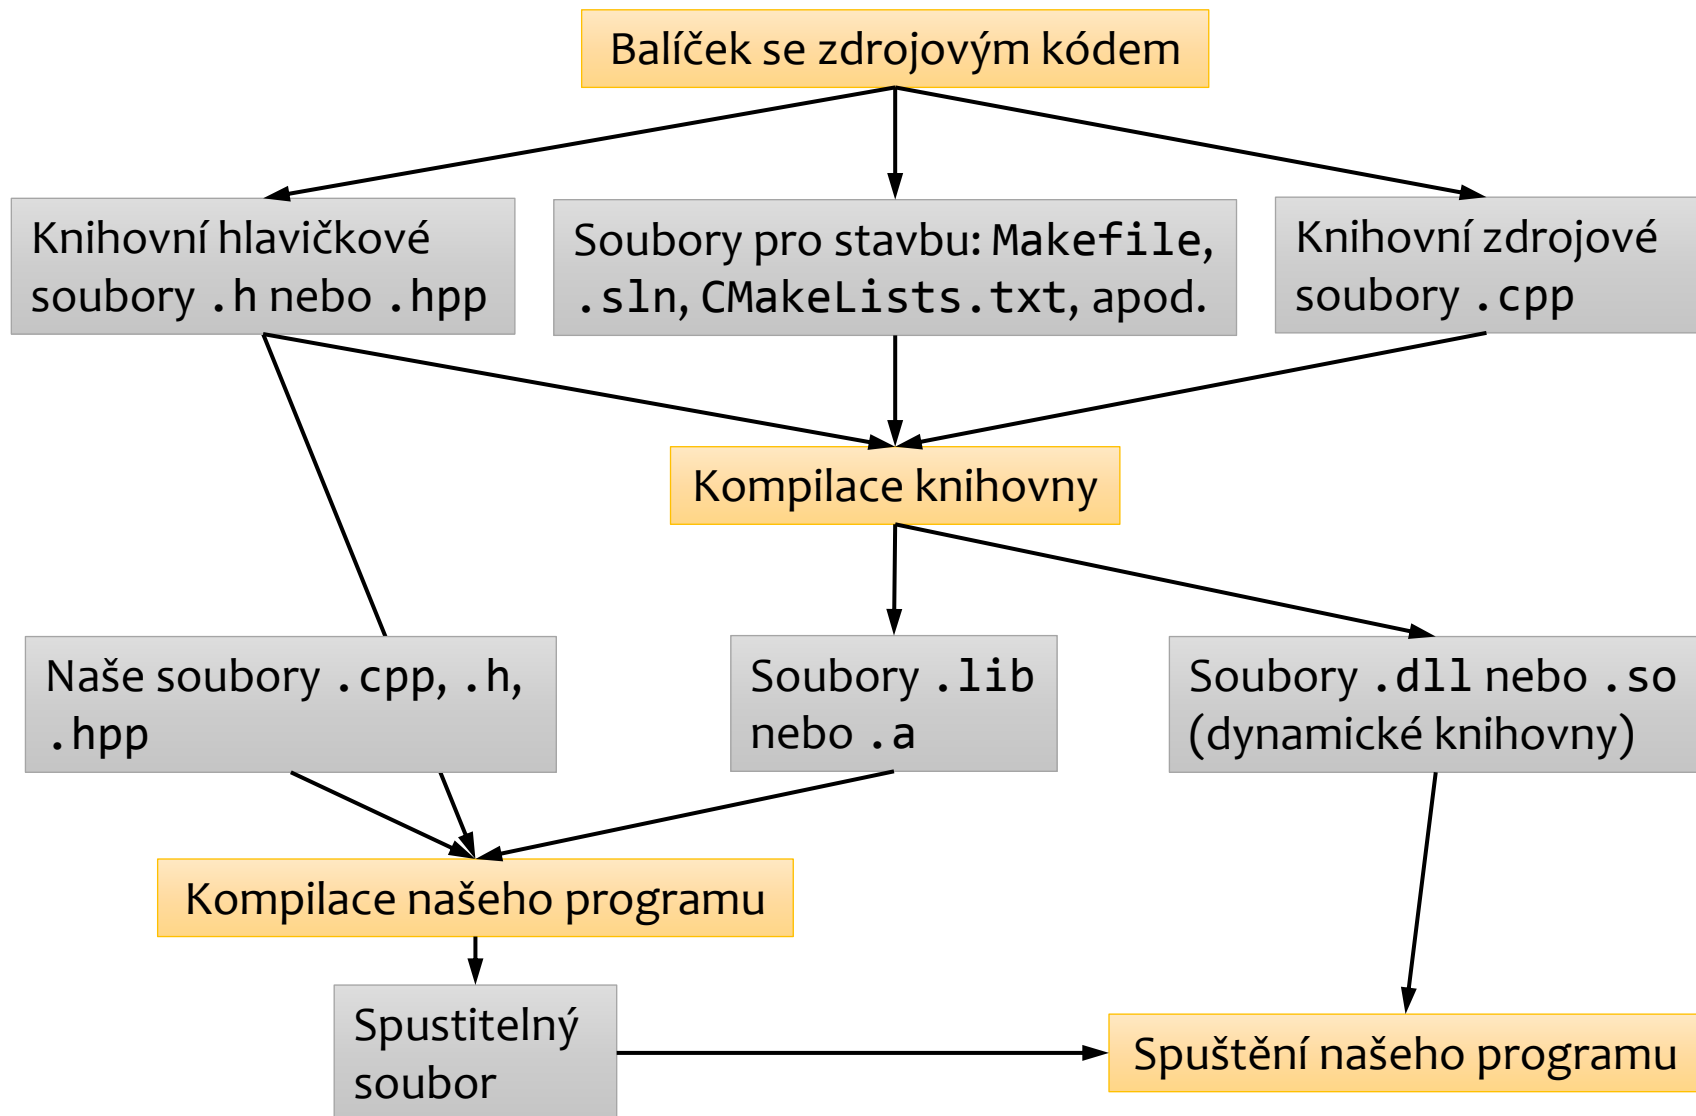 Balíček se zdrojovým kódem
Knihovní hlavičkové
soubory .h nebo .hpp
Soubory pro stavbu: Makefile,
.sln, CMakeLists.txt, apod.
Knihovní zdrojové
soubory .cpp
Kompilace knihovny
Naše soubory .cpp, .h,
.hpp
Soubory .lib
nebo .a
Soubory .dll nebo .so
(dynamické knihovny)
Kompilace našeho programu
Spustitelný
soubor
Spuštění našeho programu